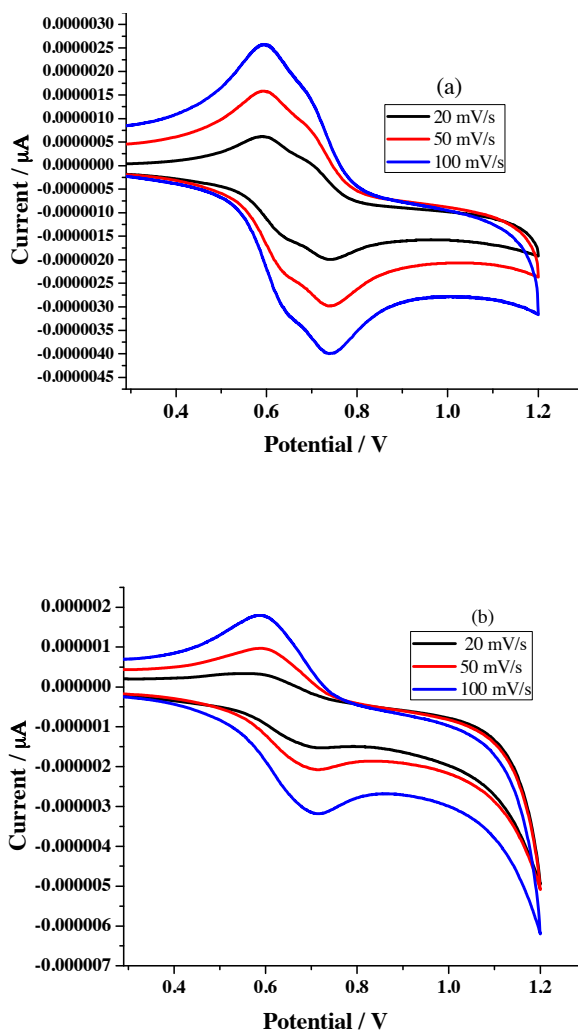 0.0000030
0.0000025
0.0000020
0.0000015
0.0000010
0.0000005
0.0000000
-0.0000005
-0.0000010
-0.0000015
-0.0000020
-0.0000025
-0.0000030
-0.0000035
-0.0000040
-0.0000045
Current / µA
(a)
20 mV/s
50 mV/s
100 mV/s
0.4 0.6 0.8 1.0 1.2
Potential / V
0.000002
0.000001
0.000000
-0.000001
-0.000002
-0.000003
-0.000004
-0.000005
-0.000006
-0.000007
Current / µA
(b)
20 mV/s
50 mV/s
100 mV/s
0.4 0.6 0.8 1.0 1.2
Potential / V